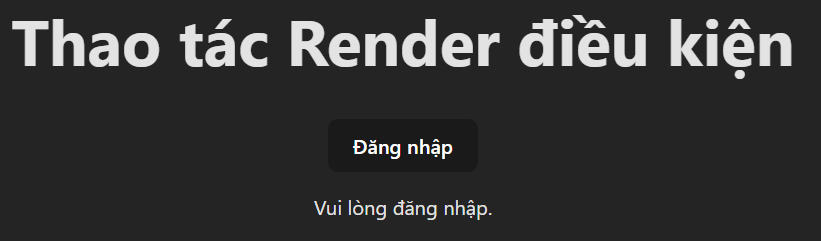 Thao tác Render điều kiện
Đăng nhập
Vui lòng đăng nhập.